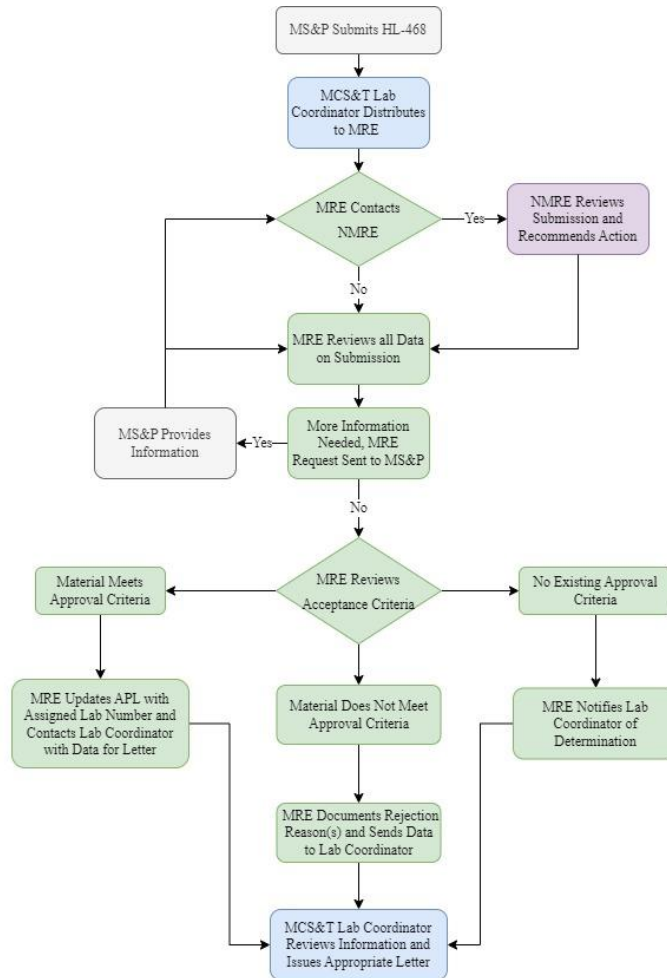 MS&P Submits HL-468
MCS&T Lab
Coordinator Distributes
to MRE
MRE Contacts
NMRE
Yes
NMRE Reviews
Submission and
Recommends Action
No
MRE Reviews all Data
on Submission
More Information
Needed, MRE
Request Sent to MS&P
Yes
MS&P Provides
Information
No
MRE Reviews
Acceptance Criteria
Material Meets
Approval Criteria
No Existing Approval
Criteria
MRE Updates APL with
Assigned Lab Number and
Contacts Lab Coordinator
with Data for Letter
Material Does Not Meet
Approval Criteria
MRE Notifies Lab
Coordinator of
Determination
MRE Documents Rejection
Reason(s) and Sends Data
to Lab Coordinator
MCS&T Lab Coordinator
Reviews Information and
Issues Appropriate Letter